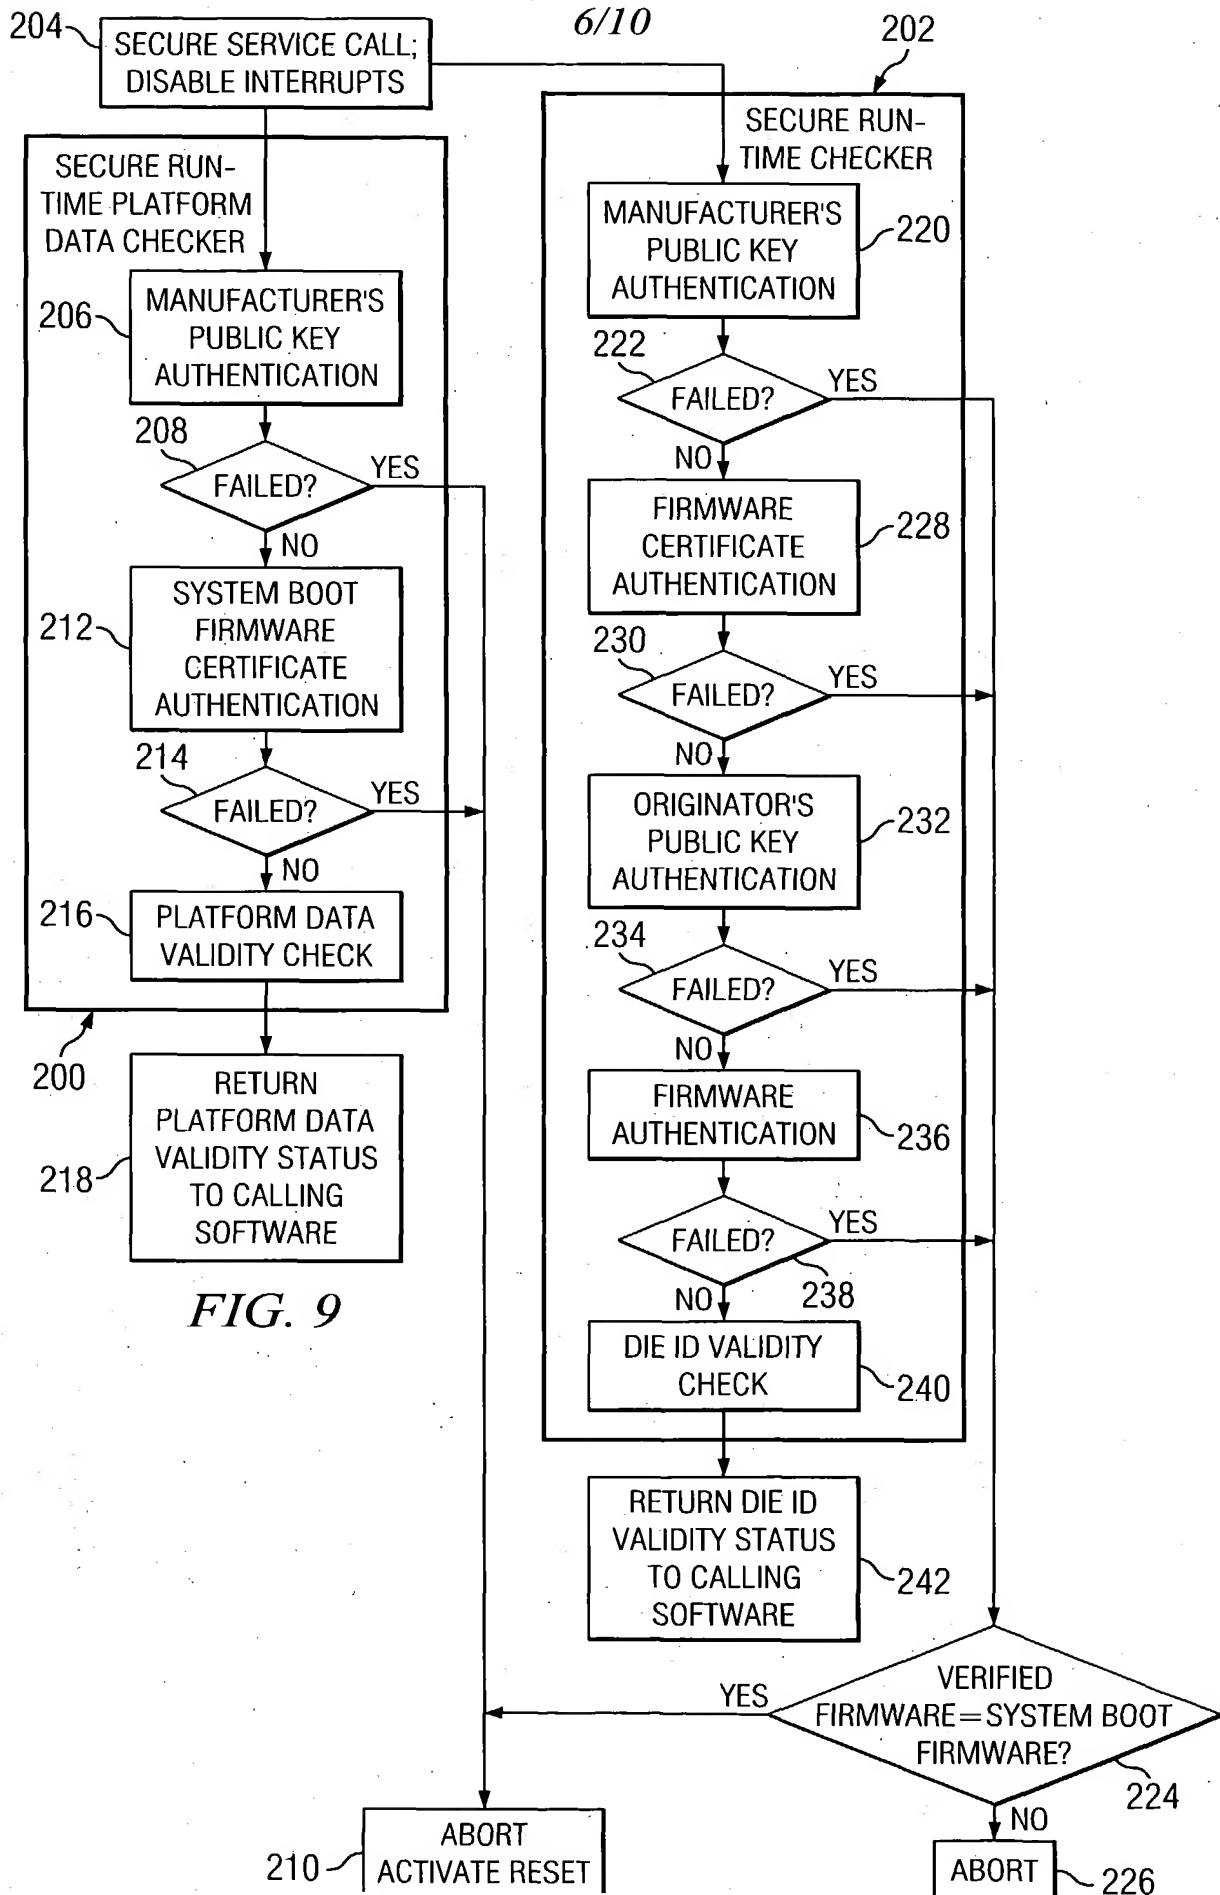 6/10
204
SECURE SERVICE CALL;
DISABLE INTERRUPTS
202
SECURE RUN-
TIME PLATFORM
DATA CHECKER
206
MANUFACTURER'S
PUBLIC KEY
AUTHENTICATION
208
FAILED?
YES
NO
212
SYSTEM BOOT
FIRMWARE
CERTIFICATE
AUTHENTICATION
214
FAILED?
YES
NO
216
PLATFORM DATA
VALIDITY CHECK
200
218
RETURN
PLATFORM DATA
VALIDITY STATUS
TO CALLING
SOFTWARE
FIG. 9
SECURE RUN-
TIME CHECKER
MANUFACTURER'S
PUBLIC KEY
AUTHENTICATION
220
222
FAILED?
YES
NO
FIRMWARE
CERTIFICATE
AUTHENTICATION
228
230
FAILED?
YES
NO
ORIGINATOR'S
PUBLIC KEY
AUTHENTICATION
232
234
FAILED?
YES
NO
FIRMWARE
AUTHENTICATION
236
FAILED?
YES
238
NO
DIE ID VALIDITY
CHECK
240
RETURN DIE ID
VALIDITY STATUS
TO CALLING
SOFTWARE
242
YES
VERIFIED
FIRMWARE=SYSTEM BOOT
FIRMWARE?
224
NO
210
ABORT
ACTIVATE RESET
ABORT
226